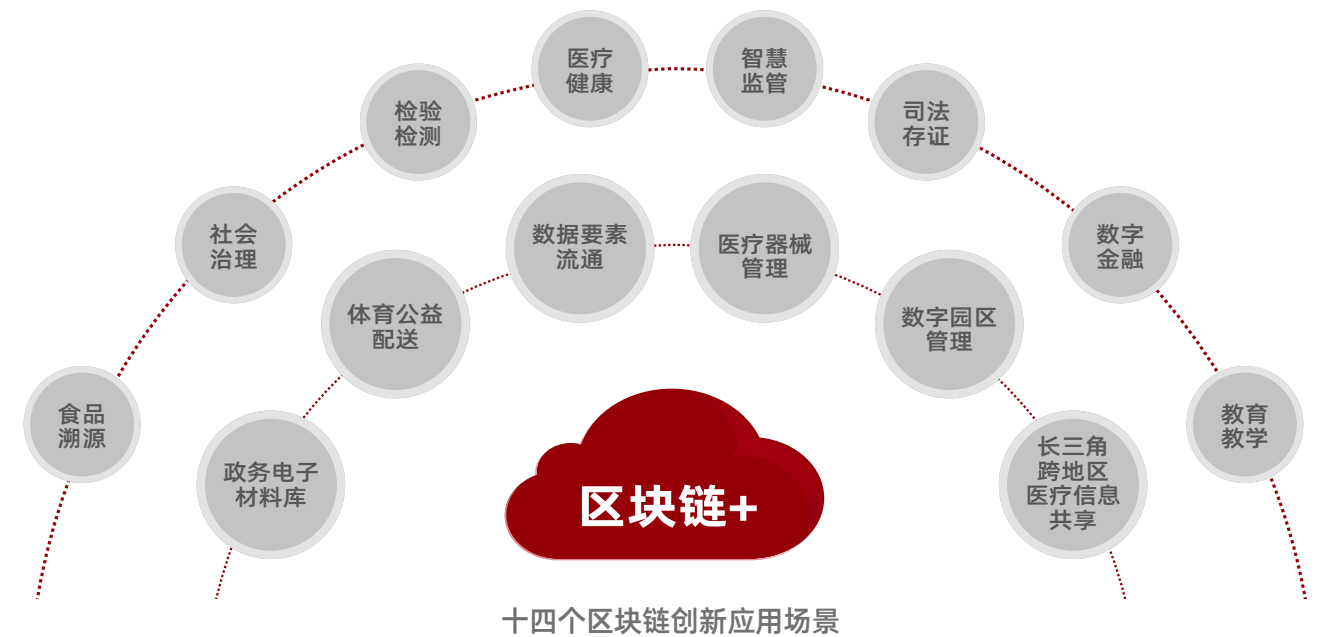 医疗
健康
智慧
监管
检验
检测
司法
存证
社会
治理
数字
金融
食品
溯源
教育
教学
数据要素
流通
医疗器械
管理
体育公益
配送
数字园区
管理
政务电子
材料库
长三角
跨地区
医疗信息
共享
区块链+
十四个区块链创新应用场景